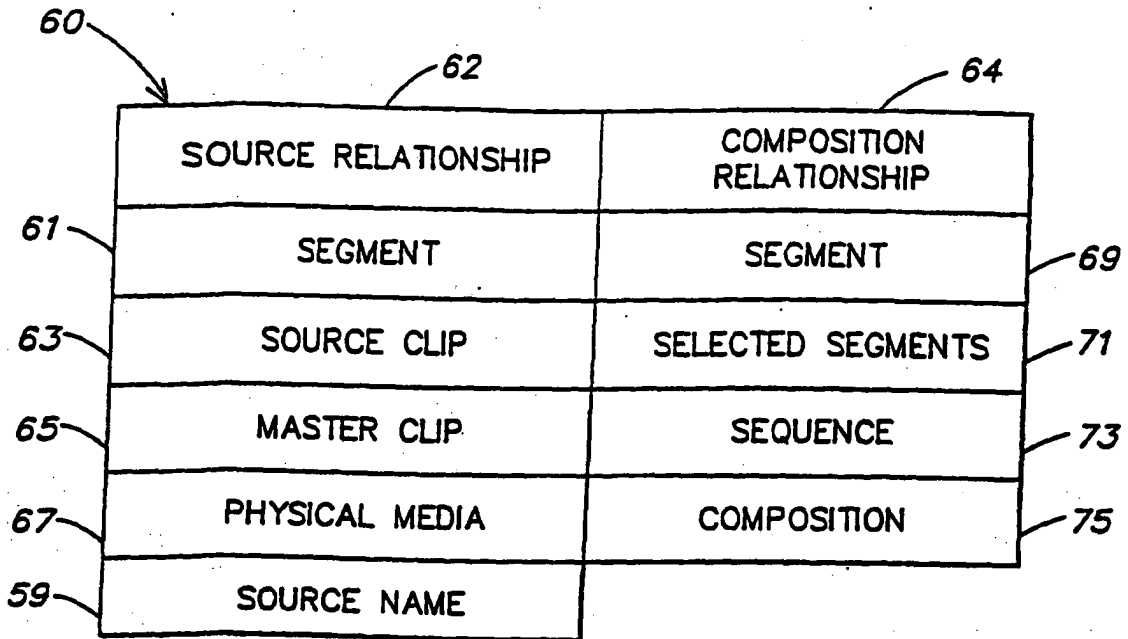 60
62
64
SOURCE RELATIONSHIP
COMPOSITION
RELATIONSHIP
61
SEGMENT
SEGMENT
69
63
SOURCE CLIP
SELECTED SEGMENTS
71
65
MASTER CLIP
SEQUENCE
73
67
PHYSICAL MEDIA
COMPOSITION
75
59
SOURCE NAME